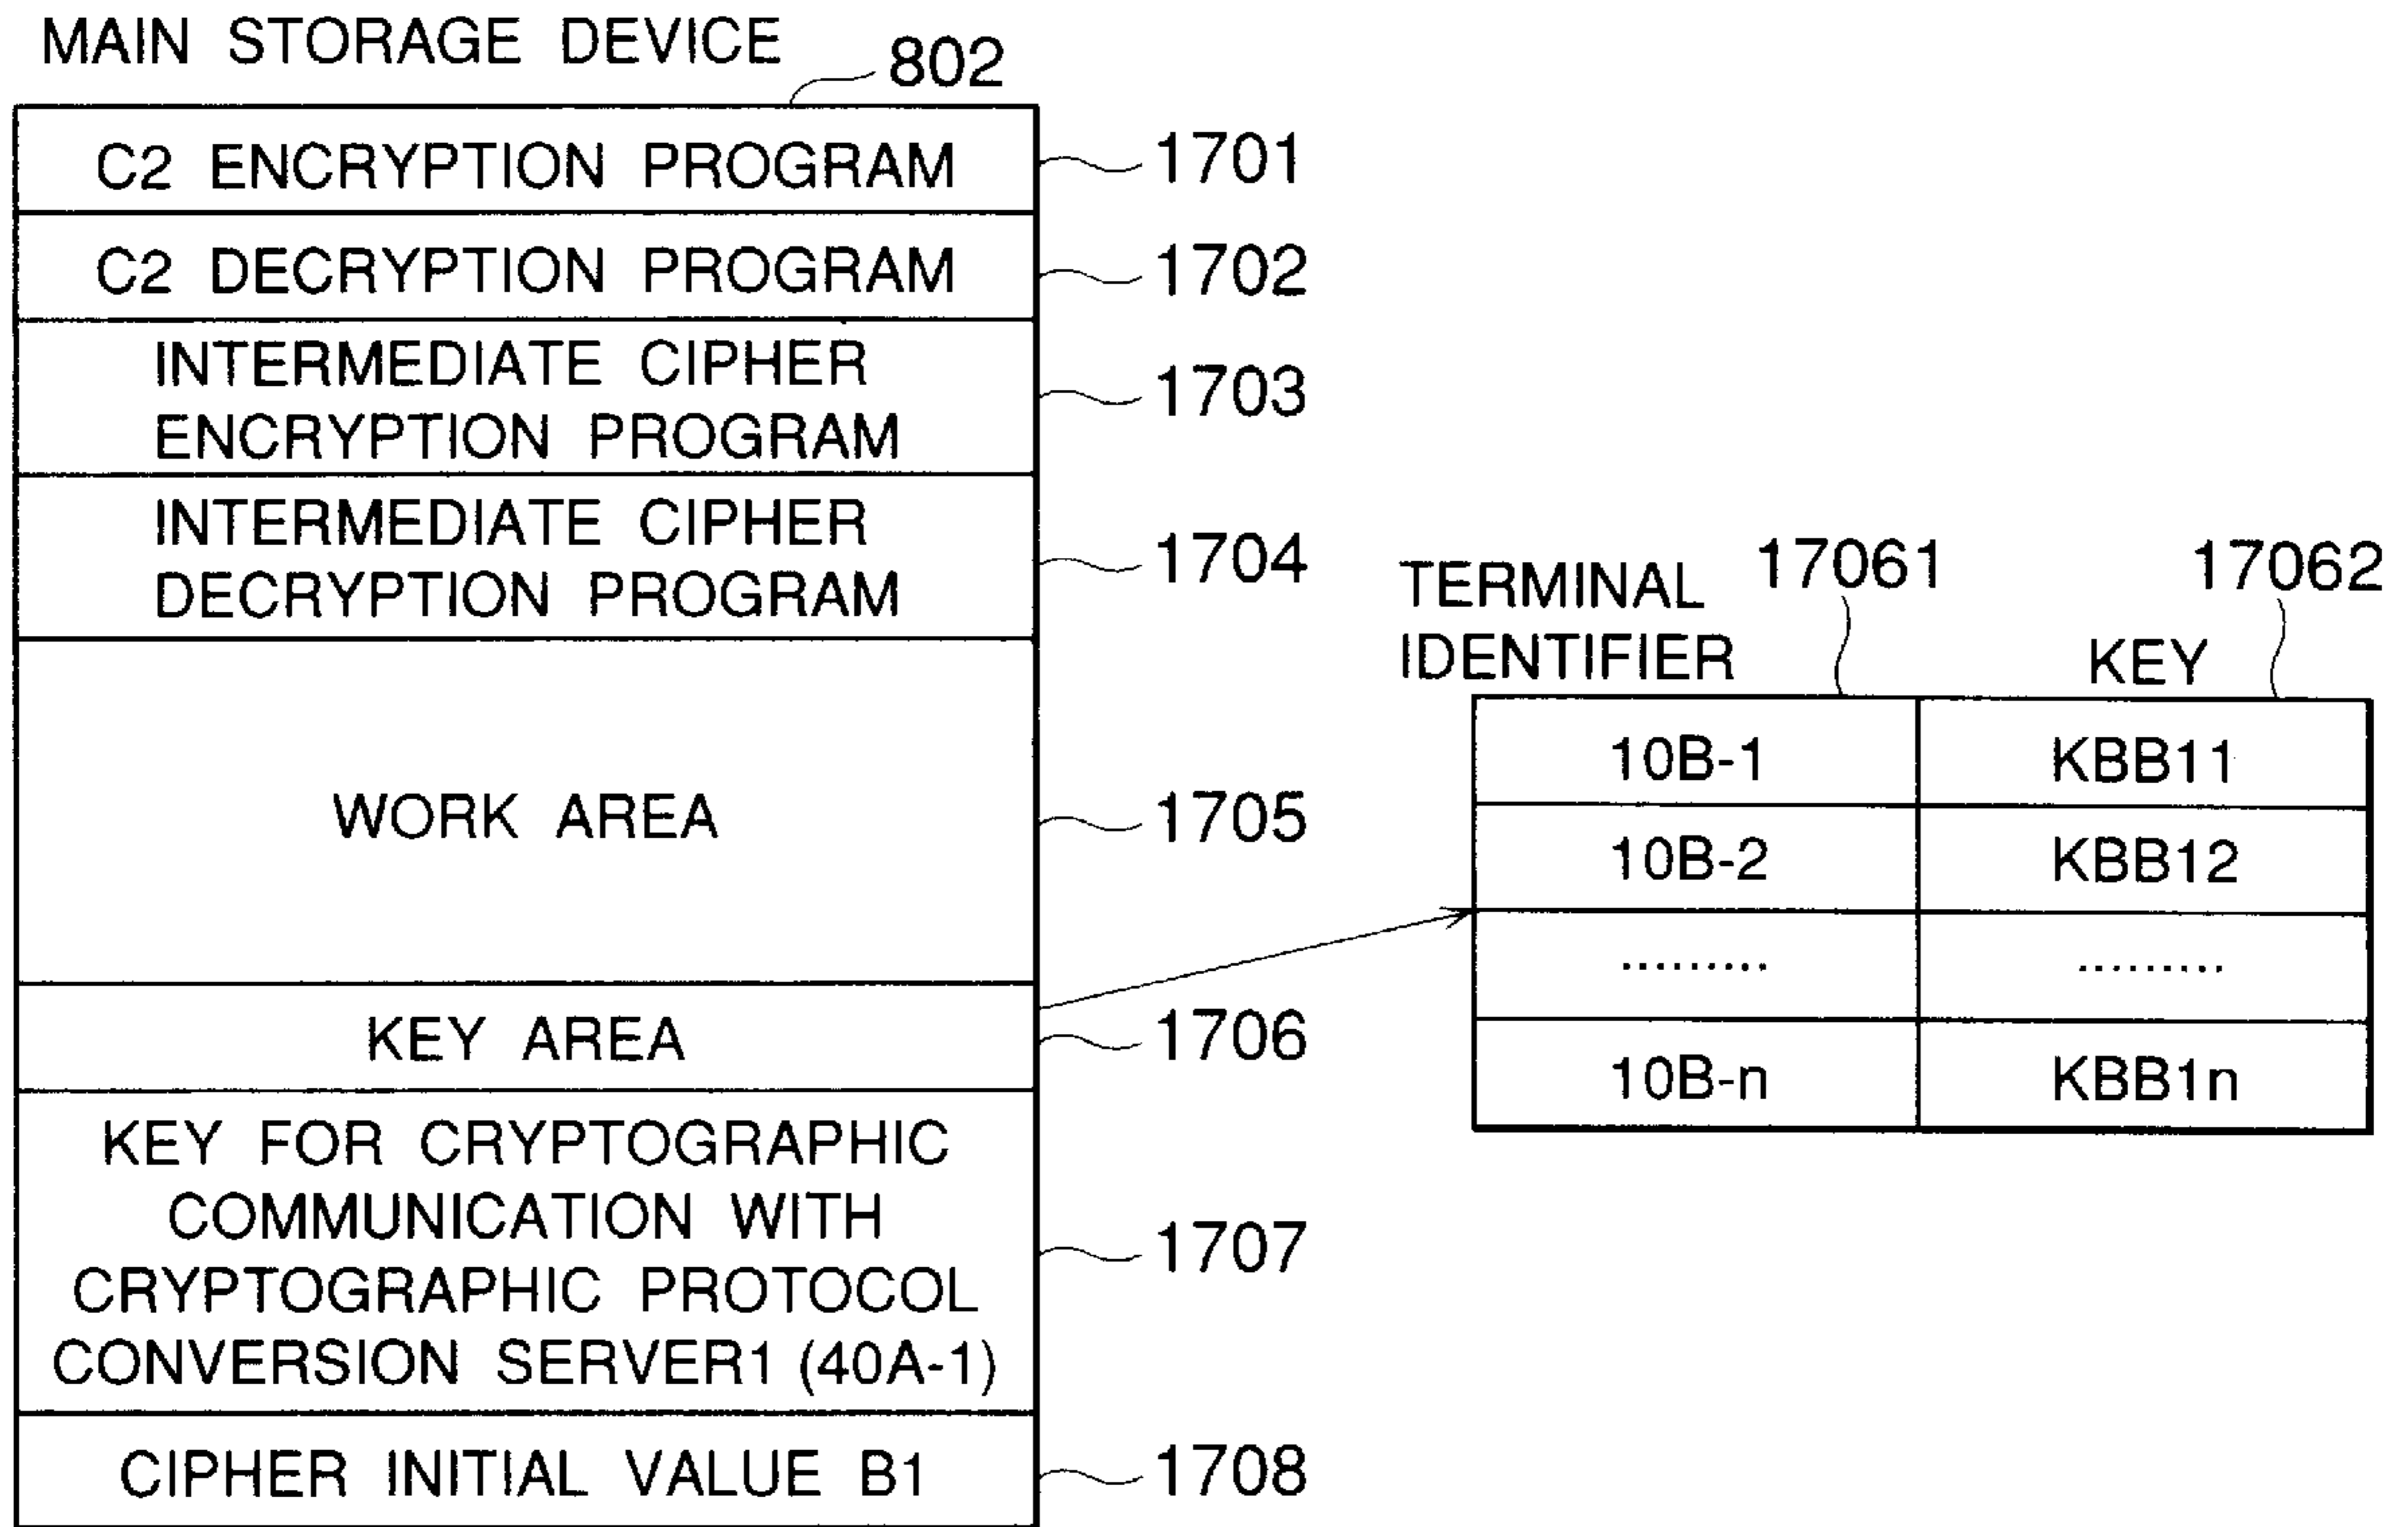 MAIN STORAGE DEVICE
802
C2 ENCRYPTION PROGRAM
1701
C2 DECRYPTION PROGRAM
1702
INTERMEDIATE CIPHER
ENCRYPTION PROGRAM
1703
INTERMEDIATE CIPHER
DECRYPTION PROGRAM
1704
WORK AREA
1705
KEY AREA
1706
KEY FOR CRYPTOGRAPHIC
COMMUNICATION WITH
CRYPTOGRAPHIC PROTOCOL
CONVERSION SERVER1 (40A-1)
1707
CIPHER INITIAL VALUE B1
1708
TERMINAL
IDENTIFIER
17061
KEY
17062
10B-1 KBB11
10B-2 KBB12
......... .........
10B-n KBB1n